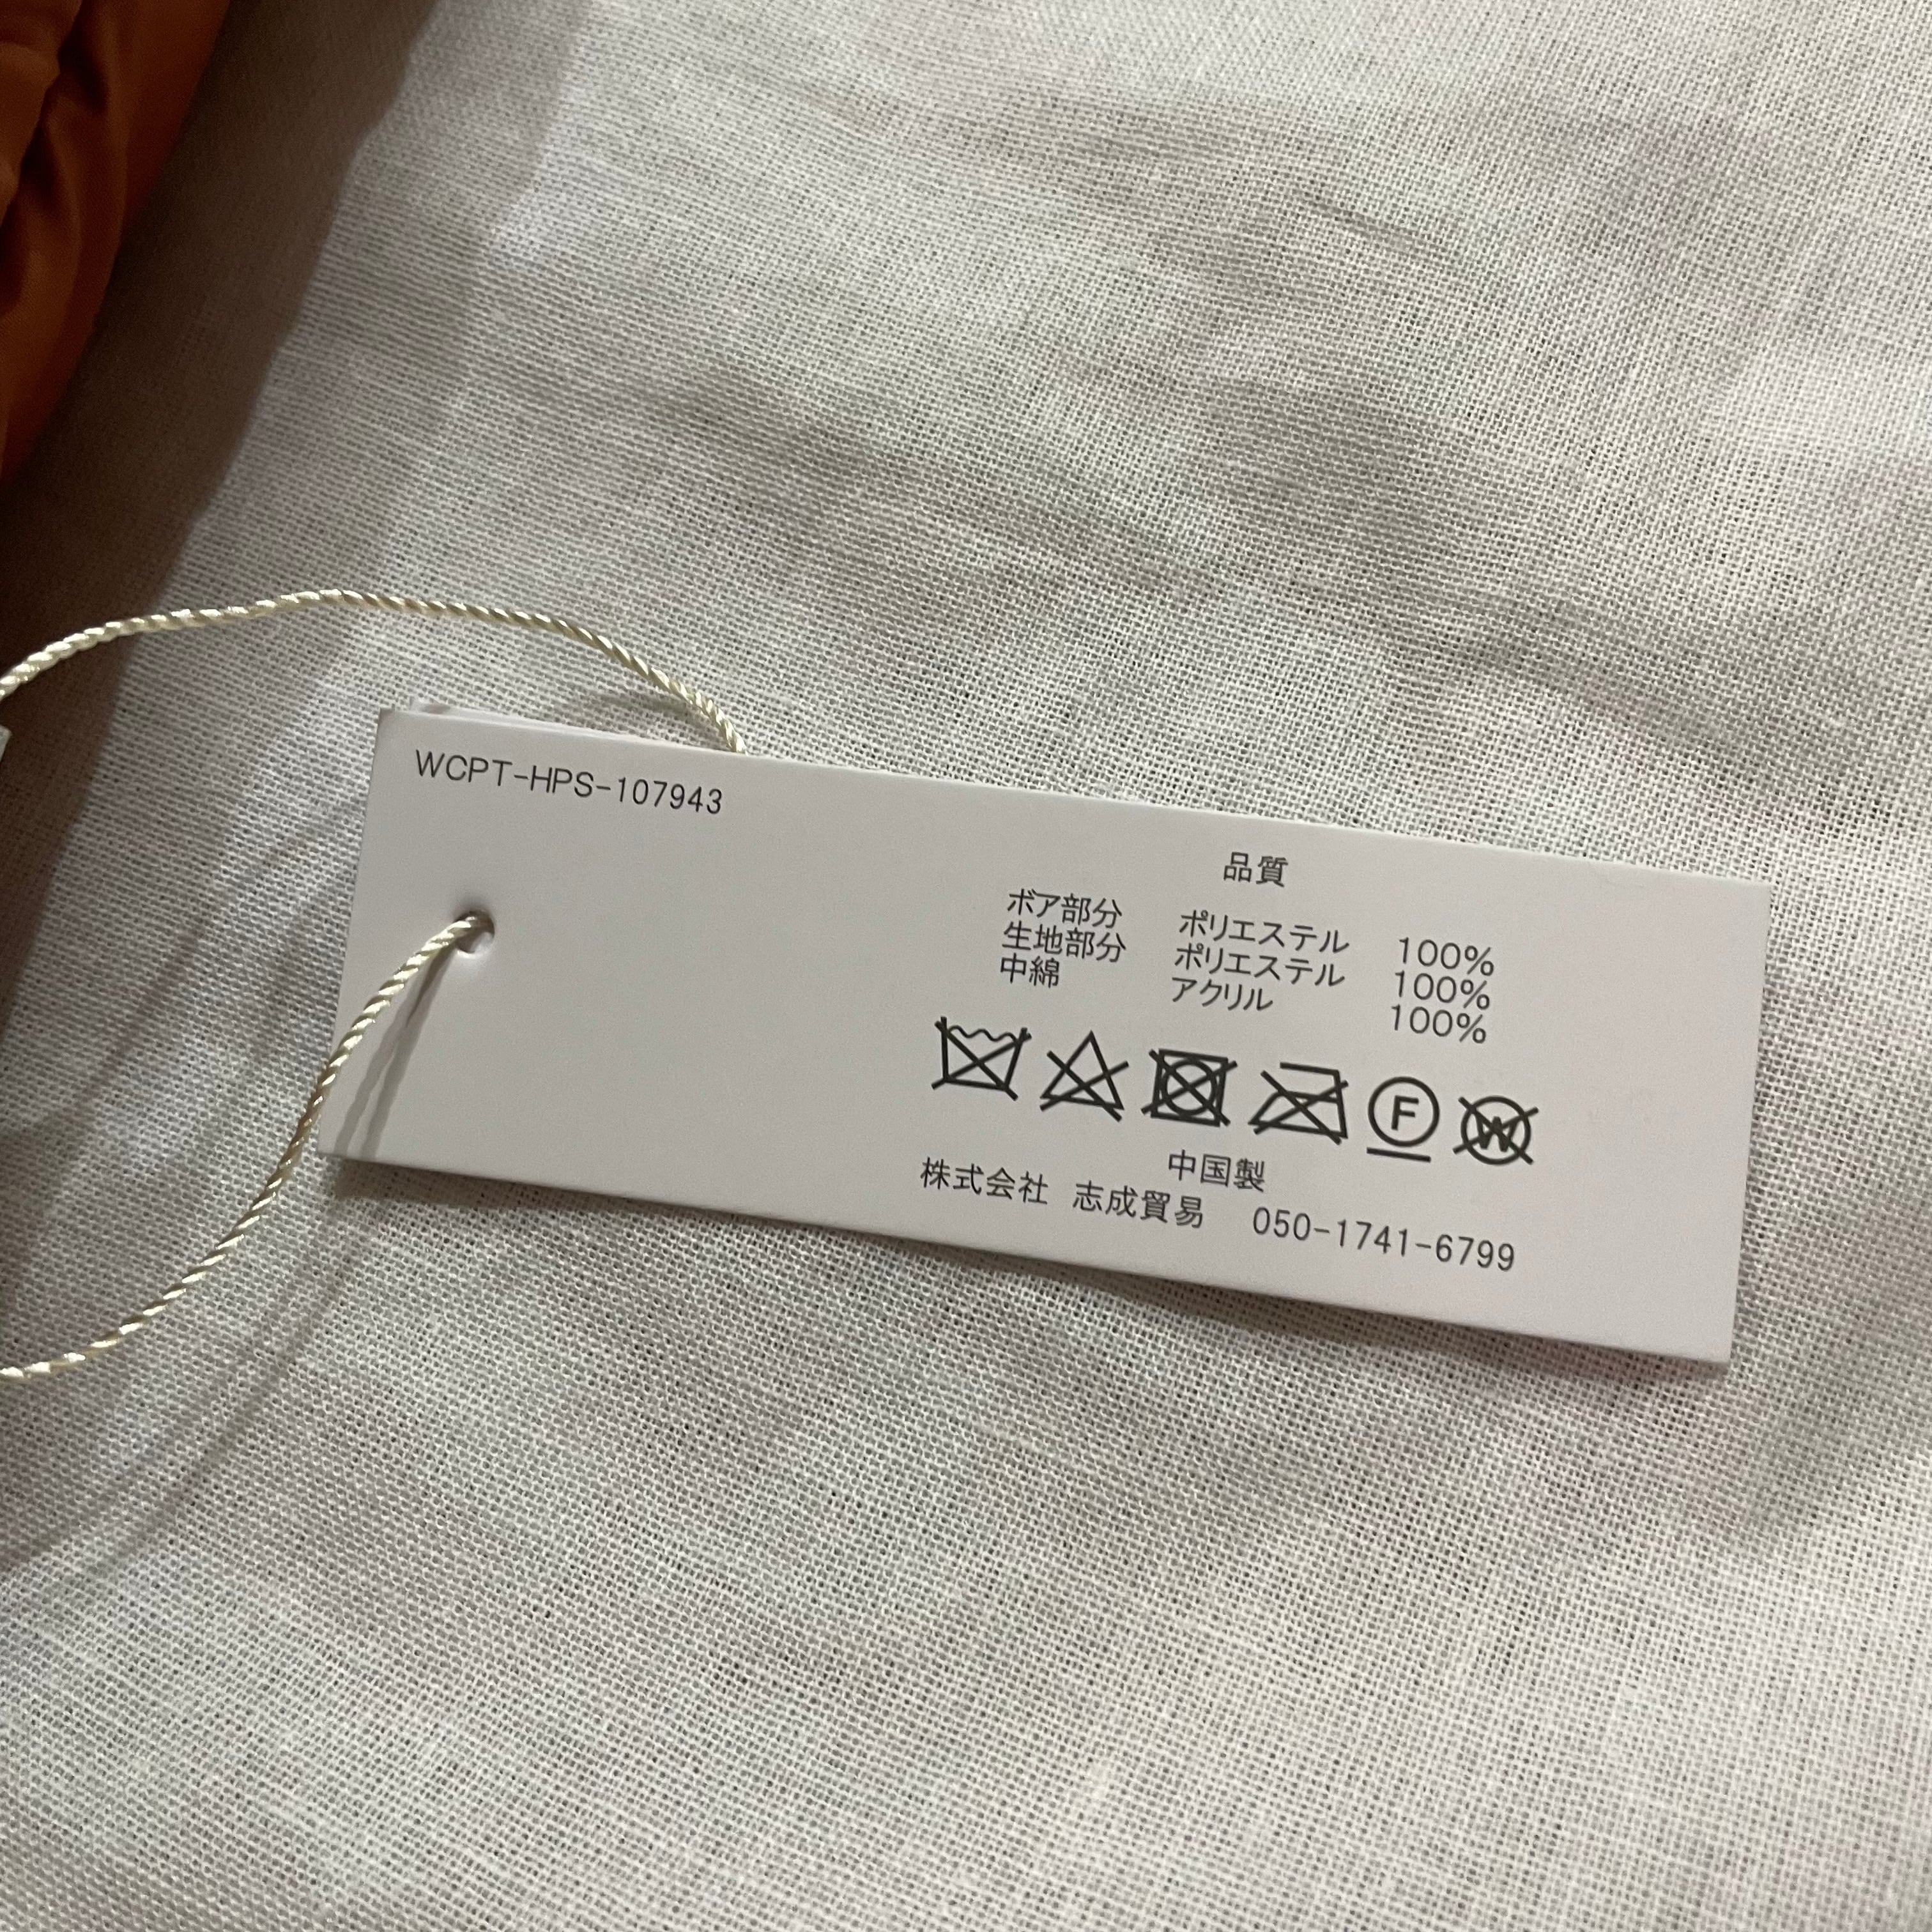 WCPT-HPS-107943
品質
ボア部分 ポリエステル 100%
生地部分 ポリエステル 100%
中綿 アクリル 100%
F W
中国製
株式会社 志成貿易 050-1741-6799